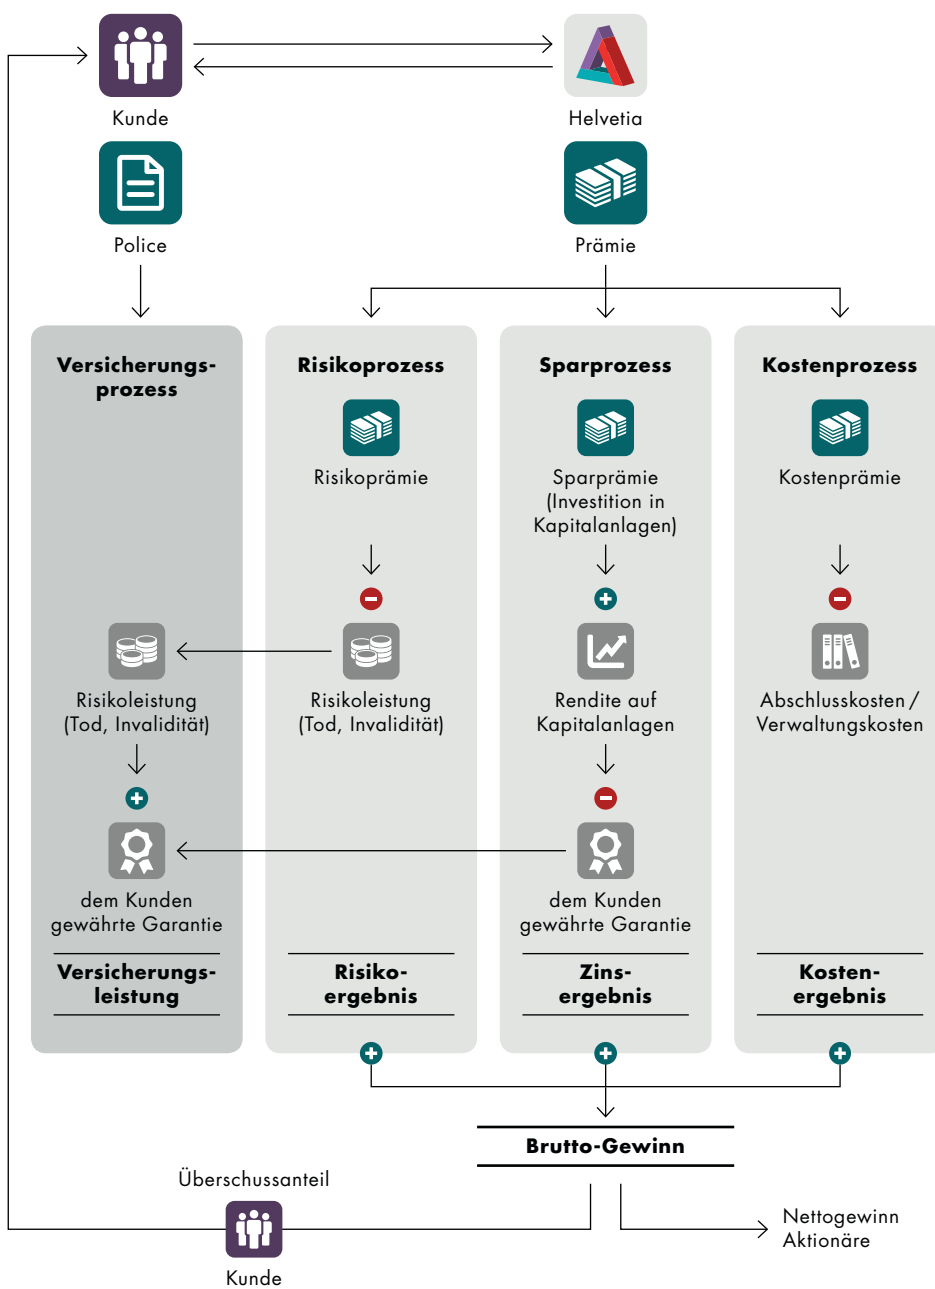 Kunde
Helvetia
Police
Prämie
Versicherungs-
prozess
Risikoleistung
(Tod, Invalidität)
dem Kunden
gewährte Garantie
Versicherungs-
leistung
Risikoprozess
Risikoprämie
Risikoleistung
(Tod, Invalidität)
Risiko-
ergebnis
Sparprozess
Sparprämie
(Investition in
Kapitalanlagen)
Rendite auf
Kapitalanlagen
dem Kunden
gewährte Garantie
Zins-
ergebnis
Kostenprozess
Kostenprämie
Abschlusskosten /
Verwaltungskosten
Kosten-
ergebnis
Brutto-Gewinn
Überschussanteil
Kunde
Nettogewinn
Aktionäre